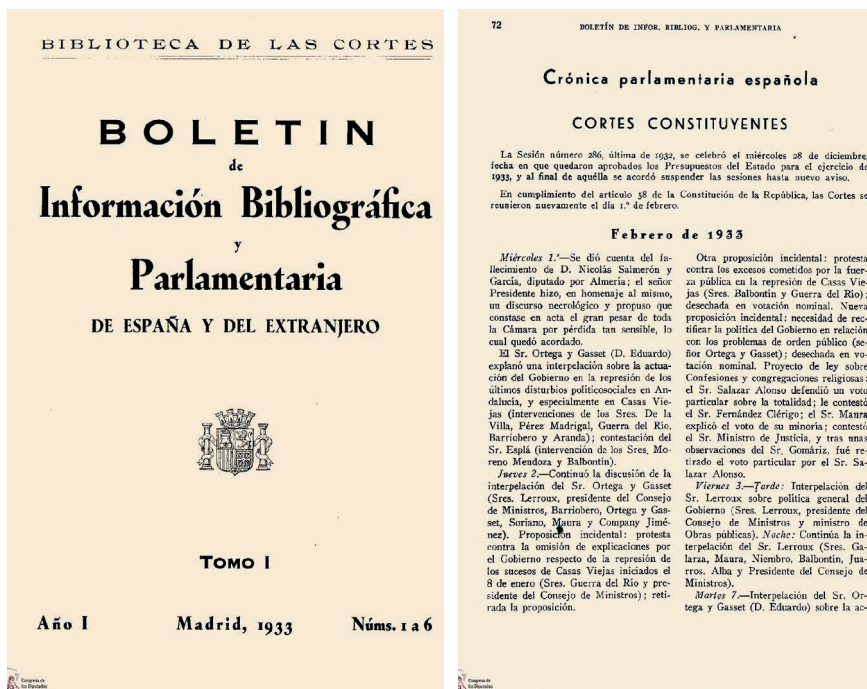 BIBLIOTECA DE LAS CORTES
BOLETIN
de
Información Bibliográfica
y
Parlamentaria
DE ESPAÑA Y DEL EXTRANJERO
TOMO I
Año I Madrid, 1933 Núms. 1 a 6
Congreso de
los Diputados
72 BOLETÍN DE INFOR. BIBLIOG. Y PARLAMENTARIA
Crónica parlamentaria española
CORTES CONSTITUYENTES
La Sesión número 286, última de 1932, se celebró el miércoles 28 de diciembre,
fecha en que quedaron aprobados los Presupuestos del Estado para el ejercicio de
1933, y al final de aquélla se acordó suspender las sesiones hasta nuevo aviso.
En cumplimiento del artículo 58 de la Constitución de la República, las Cortes se
reunieron nuevamente el día 1.º de febrero.
Febrero de 1933
Miércoles 1.º—Se dió cuenta del fa-
llecimiento de D. Nicolás Salmerón y
García, diputado por Almería; el señor
Presidente hizo, en homenaje al mismo,
un discurso necrológico y propuso que
constase en acta el gran pesar de toda
la Cámara por pérdida tan sensible, lo
cual quedó acordado.
El Sr. Ortega y Gasset (D. Eduardo)
explanó una interpelación sobre la actua-
ción del Gobierno en la represión de los
últimos disturbios politicosociales en An-
dalucía, y especialmente en Casas Vie-
jas (intervenciones de los Sres. De la
Villa, Pérez Madrigal, Guerra del Río,
Barriobero y Aranda); contestación del
Sr. Esplá (intervención de los Sres. Mo-
reno Mendoza y Balbontín).
Jueves 2.—Continuó la discusión de la
interpelación del Sr. Ortega y Gasset
(Sres. Lerroux, presidente del Consejo
de Ministros, Barriobero, Ortega y Gas-
set, Soriano, Maura y Company Jimé-
nez). Proposición incidental: protesta
contra la omisión de explicaciones por
el Gobierno respecto de la represión de
los sucesos de Casas Viejas iniciados el
8 de enero (Sres. Guerra del Río y pre-
sidente del Consejo de Ministros); reti-
rada la proposición.
Otra proposición incidental: protesta
contra los excesos cometidos por la fuer-
za pública en la represión de Casas Vie-
jas (Sres. Balbontín y Guerra del Río);
desechada en votación nominal. Nueva
proposición incidental: necesidad de rec-
tificar la política del Gobierno en relación
con los problemas de orden público (se-
ñor Ortega y Gasset); desechada en vo-
tación nominal. Proyecto de ley sobre
Confesiones y congregaciones religiosas:
el Sr. Salazar Alonso defendió un voto
particular sobre la totalidad; le contestó
el Sr. Fernández Clérigo; el Sr. Maura
explicó el voto de su minoría; contestó
el Sr. Ministro de Justicia, y tras unas
observaciones del Sr. Gomáriz, fué re-
tirado el voto particular por el Sr. Sa-
lazar Alonso.
Viernes 3.—Tarde: Interpelación del
Sr. Lerroux sobre política general del
Gobierno (Sres. Lerroux, presidente del
Consejo de Ministros y ministro de
Obras públicas). Noche: Continúa la in-
terpelación del Sr. Lerroux (Sres. Ga-
larza, Maura, Niembro, Balbontín, Jua-
rros, Alba y Presidente del Consejo de
Ministros).
Martes 7.—Interpelación del Sr. Or-
tega y Gasset (D. Eduardo) sobre la ac-
Congreso de
los Diputados